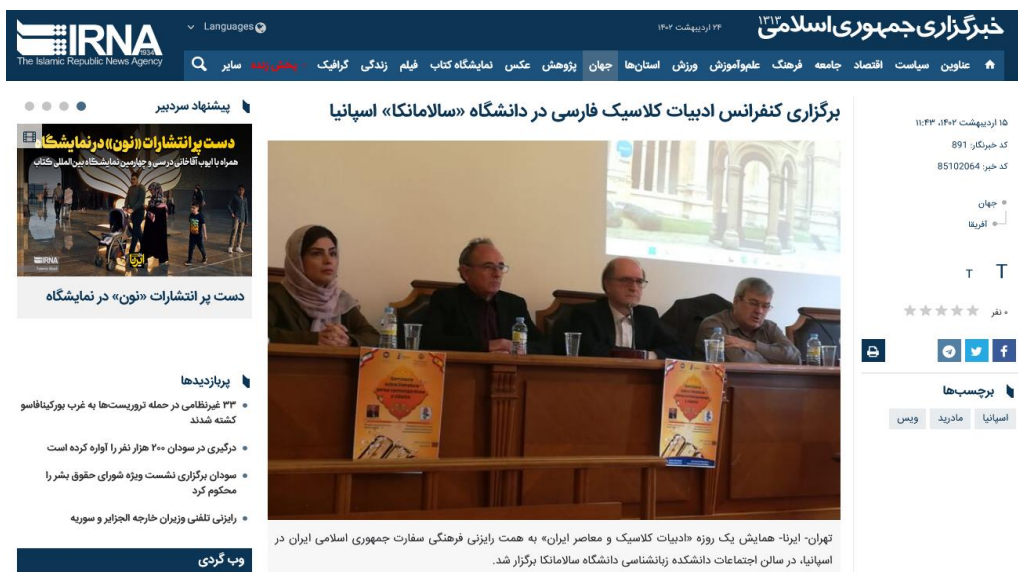 خبرگزاری جمهوری اسلامی ۱۳۱۳
۲۴ اردیبهشت ۱۴۰۲
Languages
IRNA
1934
The Islamic Republic News Agency
عناوین سیاست اقتصاد جامعه فرهنگ علم‌وآموزش ورزش استان‌ها جهان پژوهش عکس نمایشگاه کتاب فیلم زندگی گرافیک پخش زنده سایر
۱۵ اردیبهشت ۱۴۰۲، ۱۱:۴۳
کد خبرنگار: 891
کد خبر: 85102064
جهان
آفریقا
T T
۰ نفر
برچسب‌ها
اسپانیا مادرید ویس
برگزاری کنفرانس ادبیات کلاسیک فارسی در دانشگاه «سالامانکا» اسپانیا
تهران- ایرنا- همایش یک روزه «ادبیات کلاسیک و معاصر ایران» به همت رایزنی فرهنگی سفارت جمهوری اسلامی ایران در
اسپانیا، در سالن اجتماعات دانشکده زبانشناسی دانشگاه سالامانکا برگزار شد.
پیشنهاد سردبیر
دست پر انتشارات «نون» در نمایشگاه
همراه با ایوب آقاخانی در سی و چهارمین نمایشگاه بین المللی کتاب
ایرنا
IRNA
دست پر انتشارات «نون» در نمایشگاه
پربازدیدها
۳۳ غیرنظامی در حمله تروریست‌ها به غرب بورکینافاسو
کشته شدند
درگیری در سودان ۲۰۰ هزار نفر را آواره کرده است
سودان برگزاری نشست ویژه شورای حقوق بشر را
محکوم کرد
رایزنی تلفنی وزیران خارجه الجزایر و سوریه
وب گردی